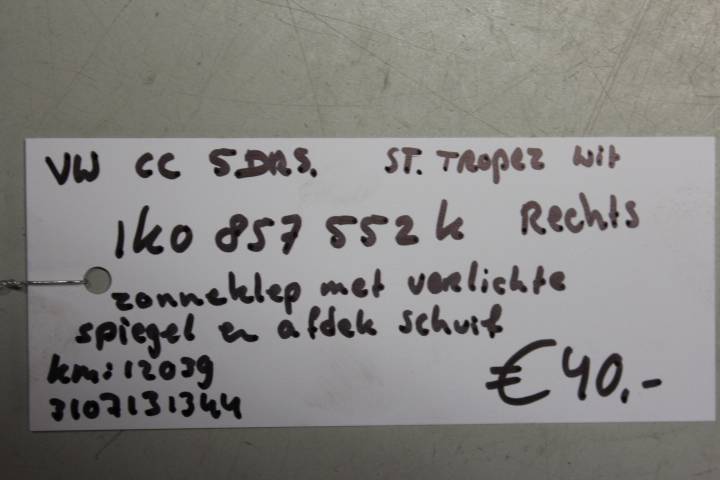 VW CC 5DRS. ST. TROPEZ wit
1K0 857 552 k Rechts
zonneklep met verlichte
spiegel en afdek schuif
km: 12039
3107131344
€ 40,-